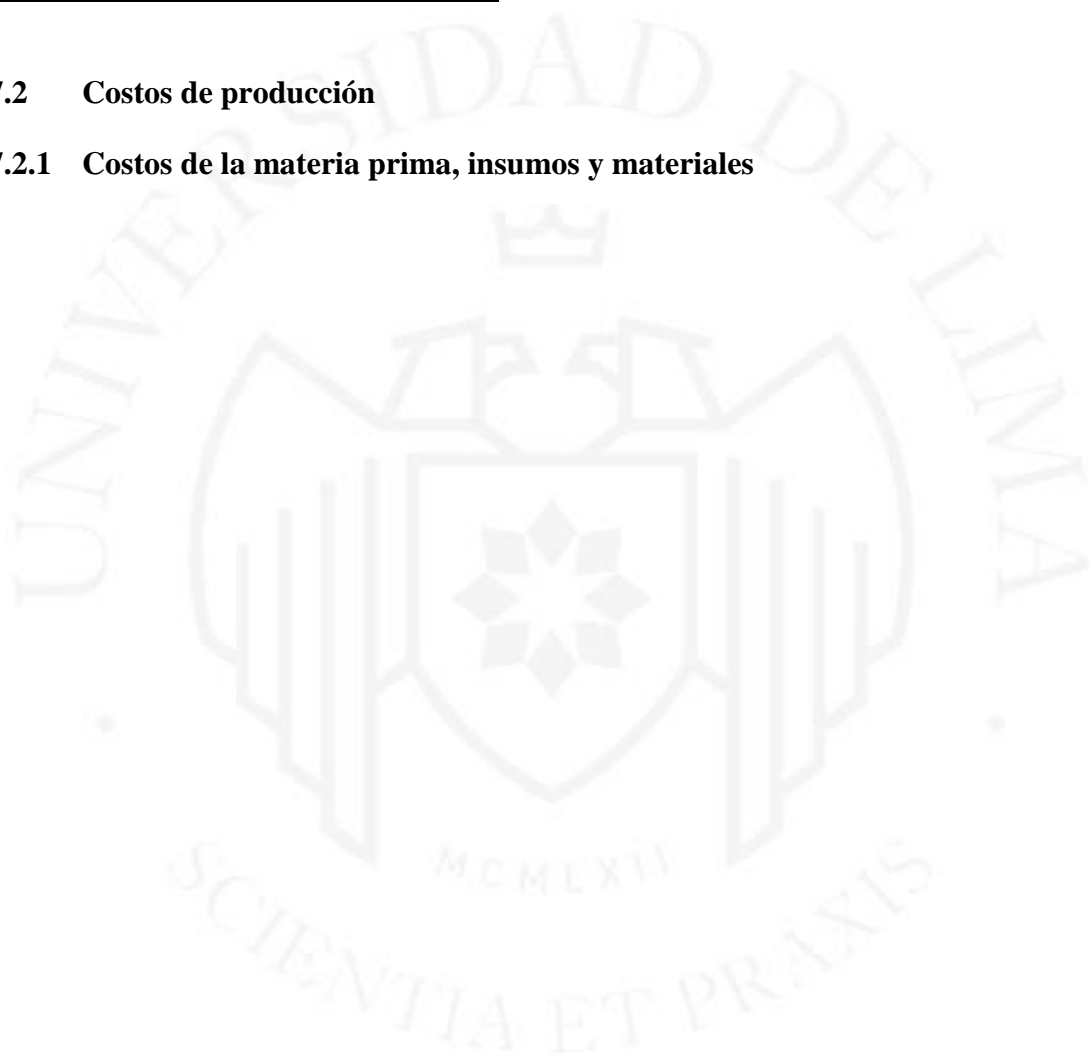 7.2 Costos de producción
7.2.1 Costos de la materia prima, insumos y materiales
UNIVERSIDAD DE LIMA
MCMLXII
SCIENTIA ET PRAXIS